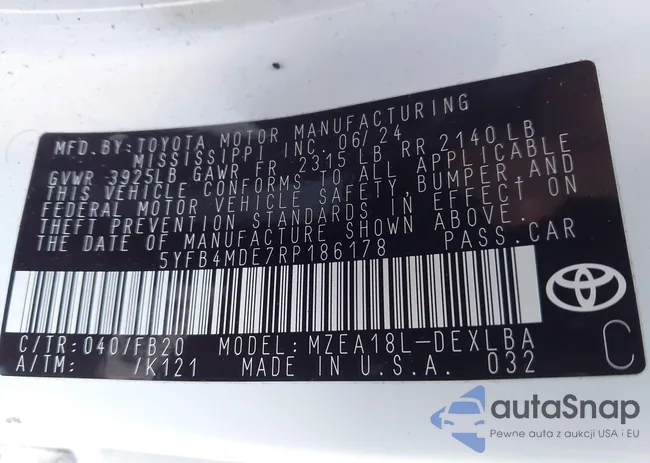 MFD. BY: TOYOTA MOTOR MANUFACTURING
MISSISSIPPI, INC. 06/24
GVWR 3925LB GAWR FR 2315 LB RR 2140 LB
THIS VEHICLE CONFORMS TO ALL APPLICABLE
FEDERAL MOTOR VEHICLE SAFETY, BUMPER, AND
THEFT PREVENTION STANDARDS IN EFFECT ON
THE DATE OF MANUFACTURE SHOWN ABOVE.
5YFB4MDE7RP186178 PASS.CAR
C/TR: 040/FB20 MODEL: MZEA18L-DEXLBA
A/TM: /K121 MADE IN U.S.A. 032
C
autaSnap
Pewne auta z aukcji USA i EU